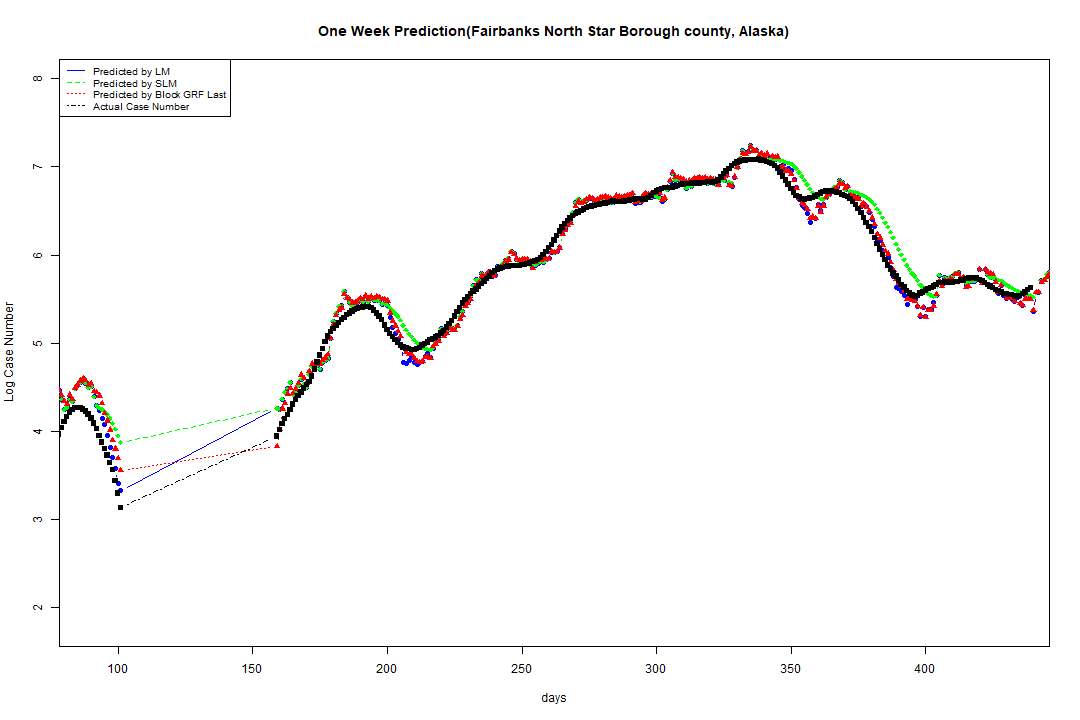 One Week Prediction(Fairbanks North Star Borough county, Alaska)
Predicted by LM
Predicted by SLM
Predicted by Block GRF Last
Actual Case Number
8
7
6
5
4
3
2
Log Case Number
100 150 200 250 300 350 400
days